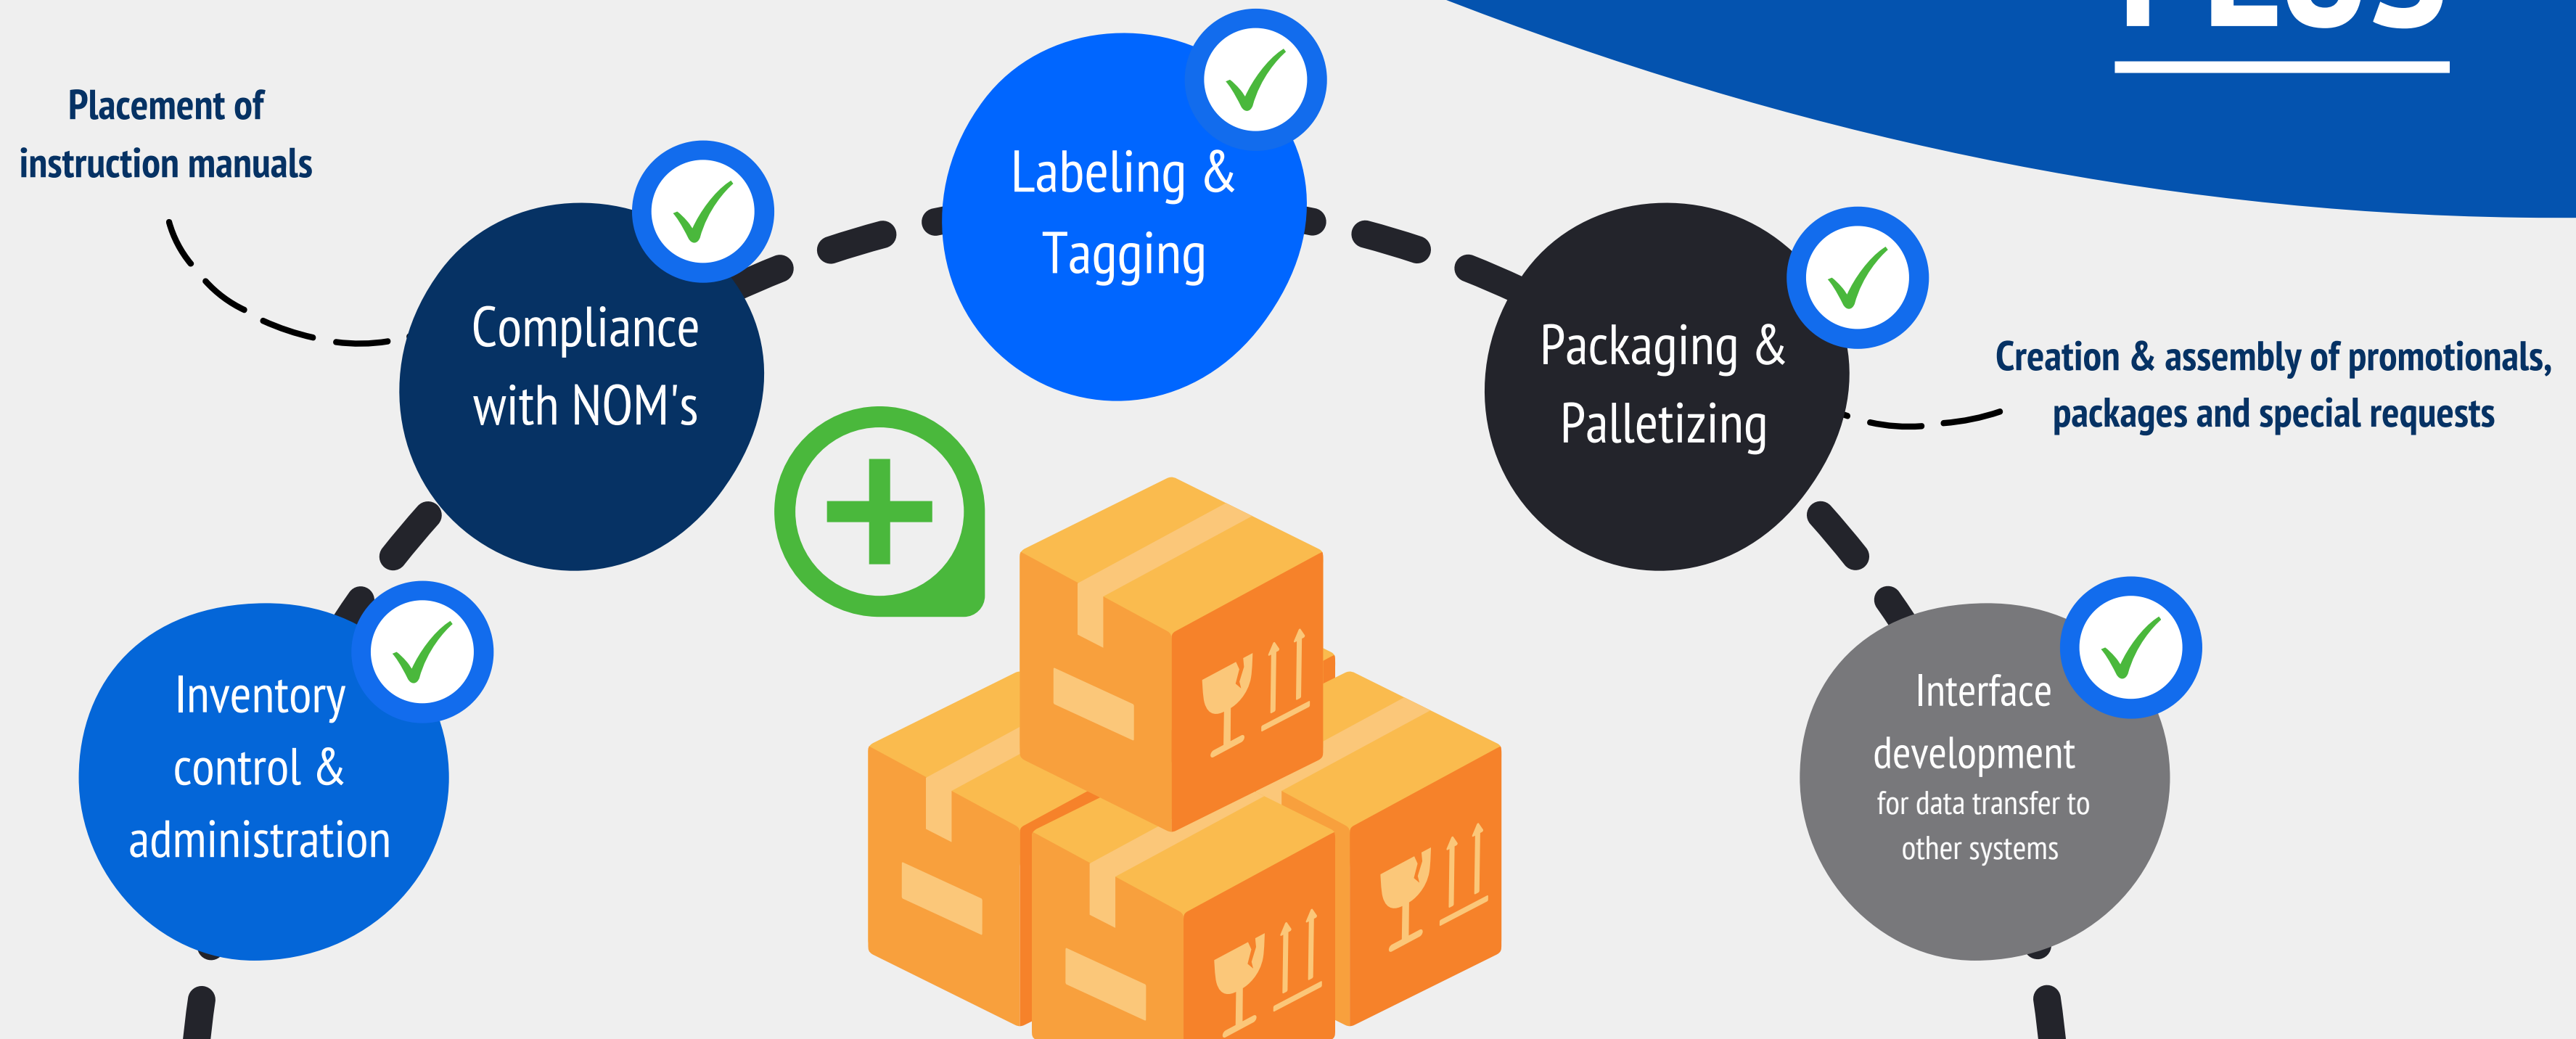 PLUS
Placement of
instruction manuals
Labeling &
Tagging
Compliance
with NOM's
Packaging &
Palletizing
Creation & assembly of promotionals,
packages and special requests
Inventory
control &
administration
Interface
development
for data transfer to
other systems